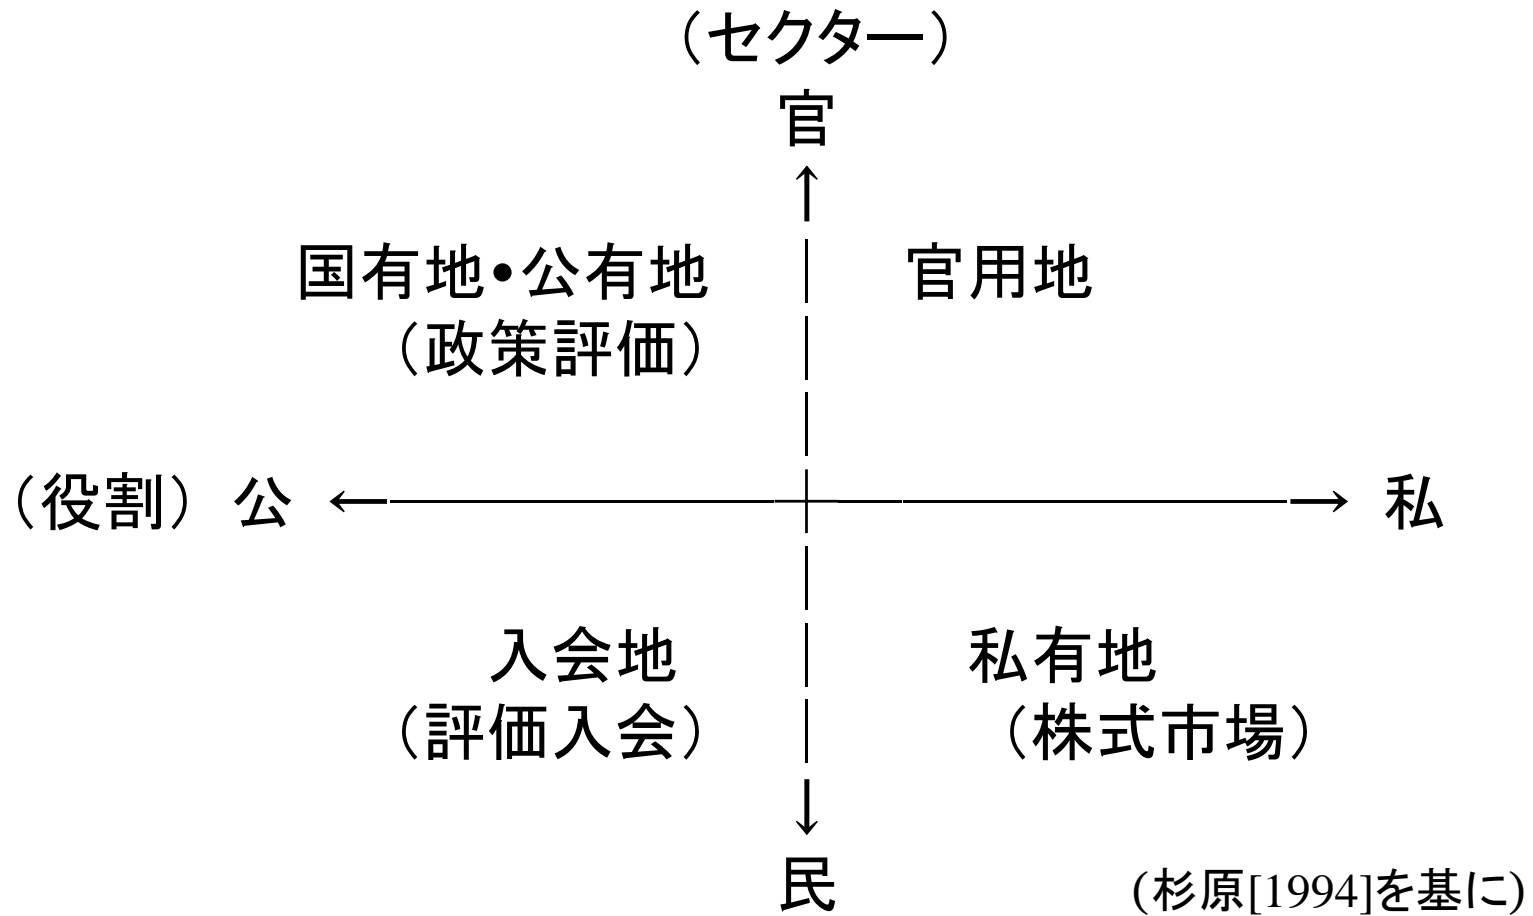 （セクター）
官
↑
国有地・公有地 官用地
（政策評価）
（役割） 公 ← → 私
入会地 私有地
（評価入会） （株式市場）
↓
民
(杉原[1994]を基に)